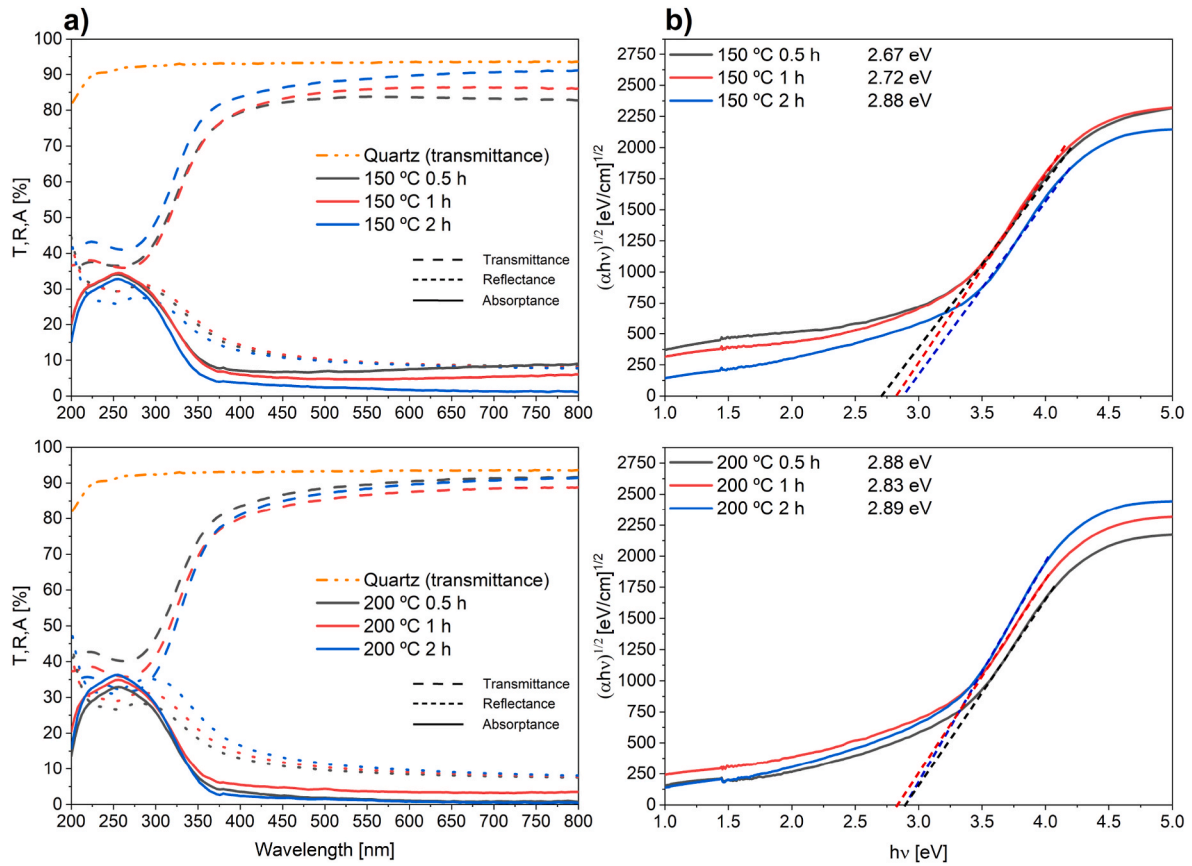 a)
b)
T,R,A [%]
100
90
80
70
60
50
40
30
20
10
0
Quartz (transmittance)
150 ºC 0.5 h
150 ºC 1 h
150 ºC 2 h
Transmittance
Reflectance
Absorptance
200 250 300 350 400 450 500 550 600 650 700 750 800
(αhν)^1/2 [eV/cm]^1/2
2750
2500
2250
2000
1750
1500
1250
1000
750
500
250
0
150 ºC 0.5 h 2.67 eV
150 ºC 1 h 2.72 eV
150 ºC 2 h 2.88 eV
1.0 1.5 2.0 2.5 3.0 3.5 4.0 4.5 5.0
T,R,A [%]
100
90
80
70
60
50
40
30
20
10
0
Quartz (transmittance)
200 ºC 0.5 h
200 ºC 1 h
200 ºC 2 h
Transmittance
Reflectance
Absorptance
200 250 300 350 400 450 500 550 600 650 700 750 800
Wavelength [nm]
(αhν)^1/2 [eV/cm]^1/2
2750
2500
2250
2000
1750
1500
1250
1000
750
500
250
0
200 ºC 0.5 h 2.88 eV
200 ºC 1 h 2.83 eV
200 ºC 2 h 2.89 eV
1.0 1.5 2.0 2.5 3.0 3.5 4.0 4.5 5.0
hν [eV]